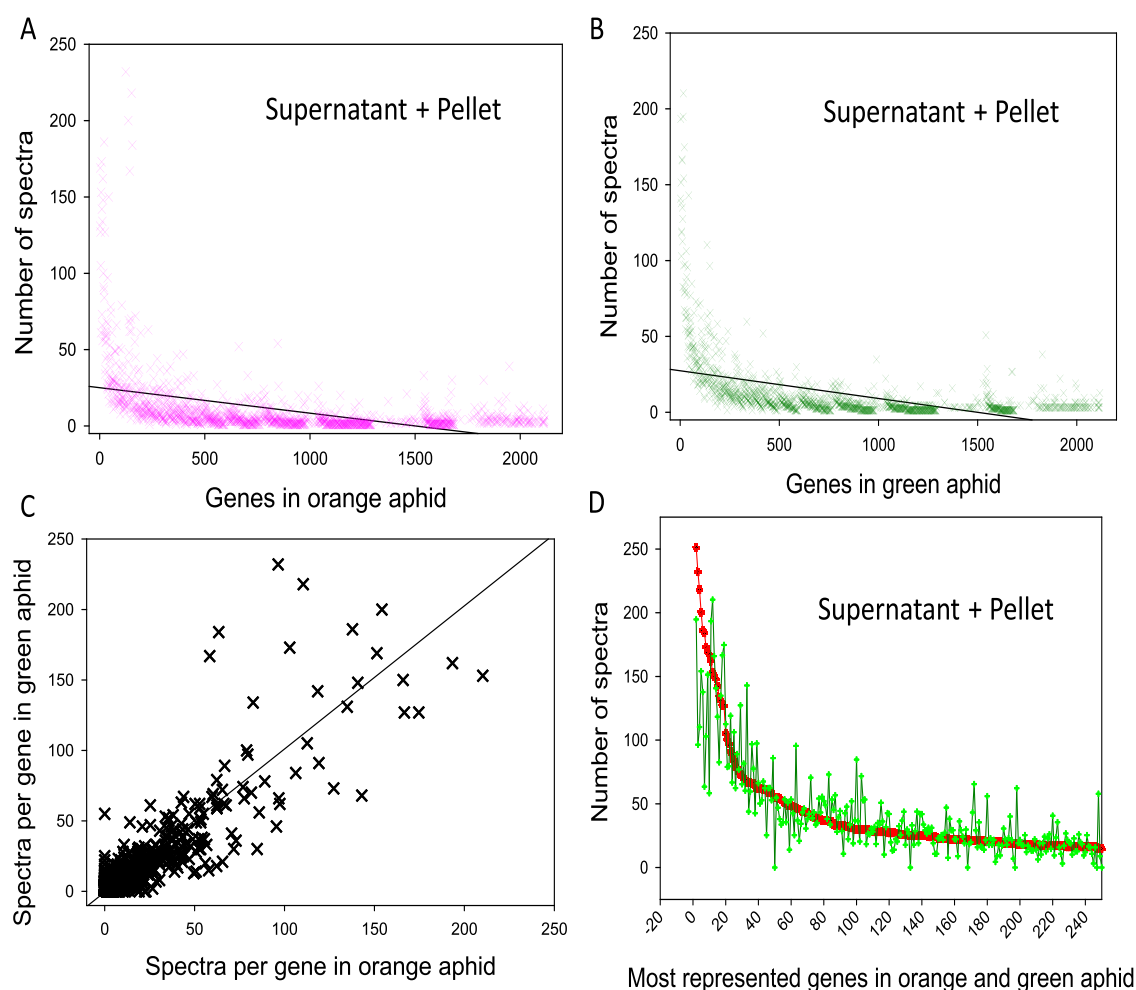 A
250
200
150
100
50
0
Number of spectra
Supernatant + Pellet
0 500 1000 1500 2000
Genes in orange aphid
B
250
200
150
100
50
0
Number of spectra
Supernatant + Pellet
0 500 1000 1500 2000
Genes in green aphid
C
250
200
150
100
50
0
Spectra per gene in green aphid
0 50 100 150 200 250
Spectra per gene in orange aphid
D
250
200
150
100
50
0
Number of spectra
Supernatant + Pellet
-20 0 20 40 60 80 100 120 140 160 180 200 220 240
Most represented genes in orange and green aphid